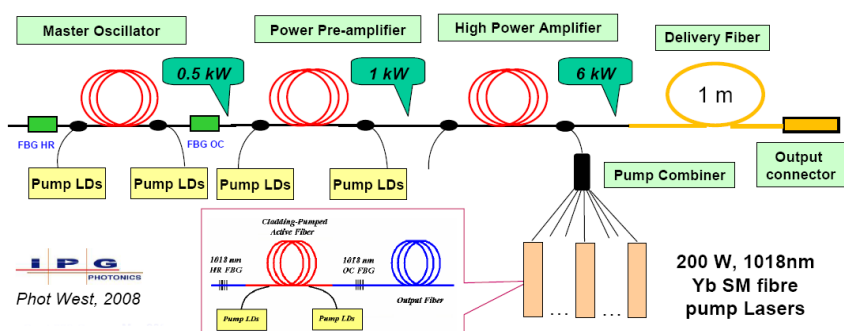 Master Oscillator
Power Pre-amplifier
High Power Amplifier
Delivery Fiber
0.5 kW
1 kW
6 kW
1 m
FBG HR
FBG OC
Pump LDs
Pump LDs
Pump LDs
Pump LDs
Pump Combiner
Output
connector
Cladding-Pumped
Active Fiber
1018 nm
HR FBG
1018 nm
OC FBG
Output Fiber
Pump LDs
Pump LDs
IPG
PHOTONICS
Phot West, 2008
... ...
200 W, 1018nm
Yb SM fibre
pump Lasers